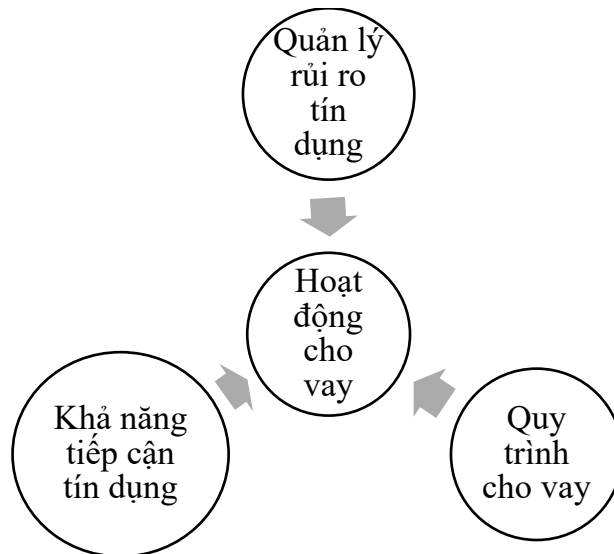 Quản lý
rủi ro
tín
dụng
Hoạt
động
cho
vay
Khả năng
tiếp cận
tín dụng
Quy
trình
cho vay